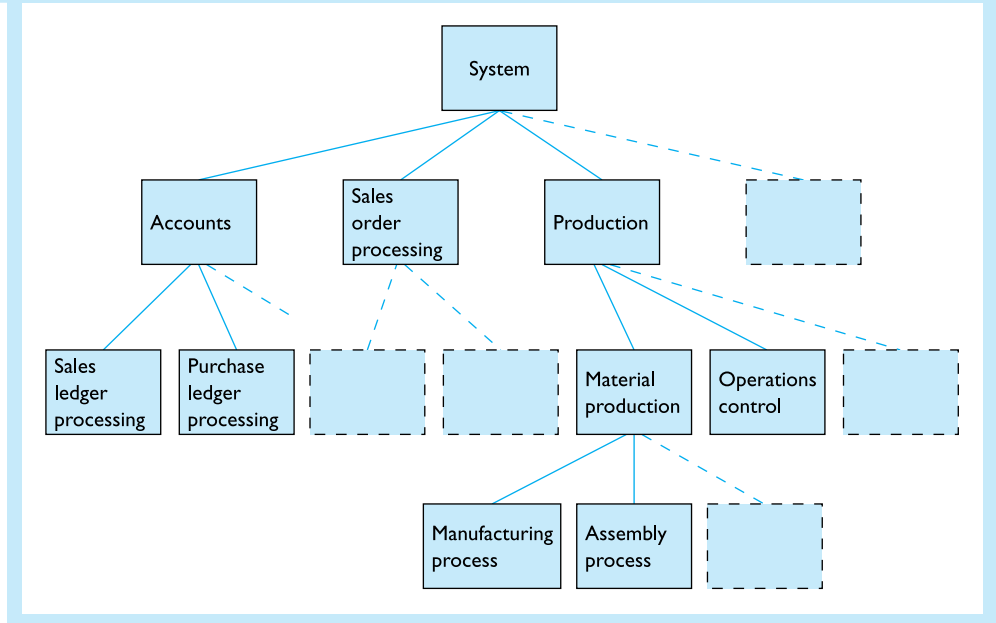 System
Accounts
Sales
order
processing
Production
Sales
ledger
processing
Purchase
ledger
processing
Material
production
Operations
control
Manufacturing
process
Assembly
process